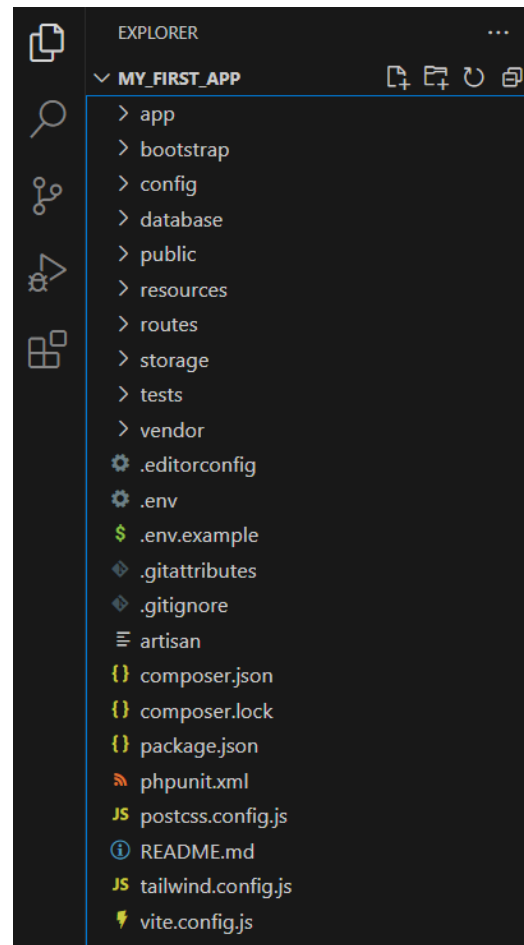 EXPLORER
MY_FIRST_APP
app
bootstrap
config
database
public
resources
routes
storage
tests
vendor
.editorconfig
.env
$ .env.example
.gitattributes
.gitignore
artisan
{} composer.json
{} composer.lock
{} package.json
phpunit.xml
JS postcss.config.js
README.md
JS tailwind.config.js
vite.config.js